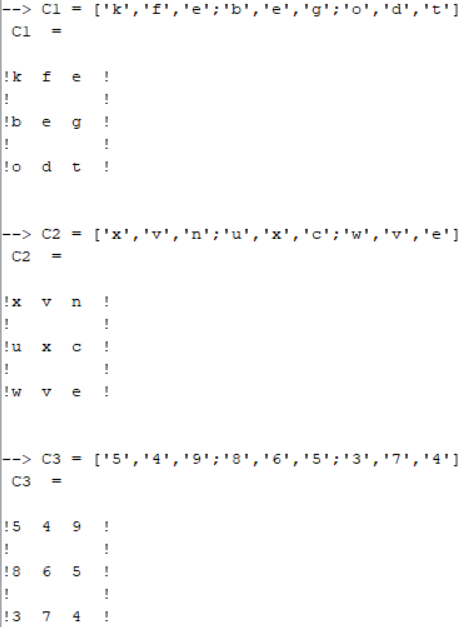 --> C1 = ['k','f','e';'b','e','g';'o','d','t']
C1  =
!k  f  e  !
!         !
!b  e  g  !
!         !
!o  d  t  !
--> C2 = ['x','v','n';'u','x','c';'w','v','e']
C2  =
!x  v  n  !
!         !
!u  x  c  !
!         !
!w  v  e  !
--> C3 = ['5','4','9';'8','6','5';'3','7','4']
C3  =
!5  4  9  !
!         !
!8  6  5  !
!         !
!3  7  4  !